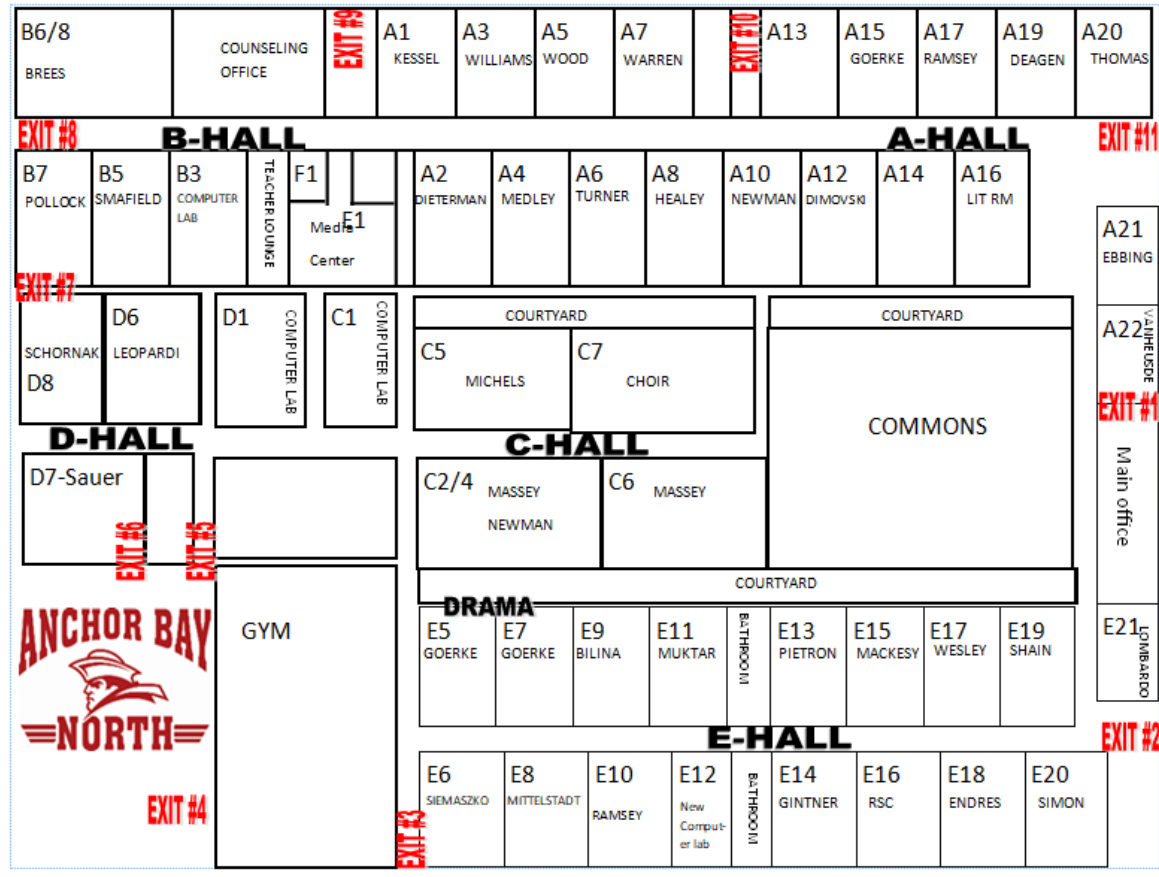 B6/8
BREES
COUNSELING
OFFICE
EXIT #9
A1
KESSEL
A3
WILLIAMS
A5
WOOD
A7
WARREN
EXIT #10
A13
A15
GOERKE
A17
RAMSEY
A19
DEAGEN
A20
THOMAS
EXIT #8
B-HALL
A-HALL
EXIT #11
B7
POLLOCK
B5
SMAFIELD
B3
COMPUTER
LAB
TEACHER LOUNGE
F1
E1
Media
Center
A2
DIETERMAN
A4
MEDLEY
A6
TURNER
A8
HEALEY
A10
NEWMAN
A12
DIMOVSKI
A14
A16
LIT RM
A21
EBBING
EXIT #7
SCHORNAK
D8
D6
LEOPARDI
D1
COMPUTER LAB
C1
COMPUTER LAB
COURTYARD
C5
MICHELS
C7
CHOIR
COURTYARD
COMMONS
A22
VANHEUSDE
EXIT #1
Main office
D-HALL
C-HALL
D7-Sauer
EXIT #6
EXIT #5
C2/4
MASSEY
NEWMAN
C6
MASSEY
COURTYARD
ANCHOR BAY
NORTH
GYM
DRAMA
E5
GOERKE
E7
GOERKE
E9
BILINA
E11
MUKTAR
BATHROOM
E13
PIETRON
E15
MACKESY
E17
WESLEY
E19
SHAIN
E21
LOMBARDO
E-HALL
EXIT #2
EXIT #4
EXIT #3
E6
SIEMASZKO
E8
MITTELSTADT
E10
RAMSEY
E12
New
Comput-
er lab
BATHROOM
E14
GINTNER
E16
RSC
E18
ENDRES
E20
SIMON